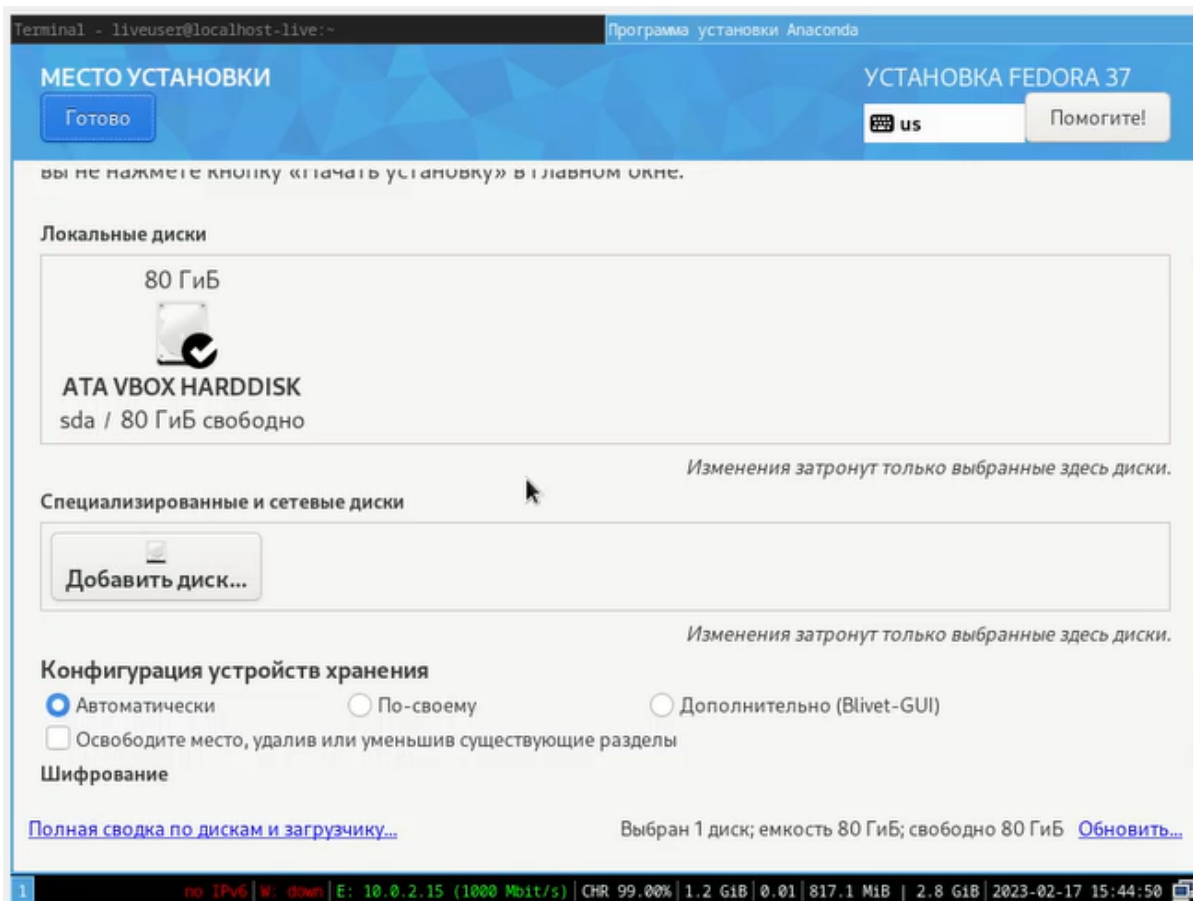 Terminal - liveuser@localhost-live:~
Программа установки Anaconda
МЕСТО УСТАНОВКИ
УСТАНОВКА FEDORA 37
Готово
us
Помогите!
вы не нажмете кнопку «Начать установку» в главном окне.
Локальные диски
80 ГиБ
ATA VBOX HARDDISK
sda / 80 ГиБ свободно
Изменения затронут только выбранные здесь диски.
Специализированные и сетевые диски
Добавить диск...
Изменения затронут только выбранные здесь диски.
Конфигурация устройств хранения
Автоматически По-своему Дополнительно (Blivet-GUI)
Освободите место, удалив или уменьшив существующие разделы
Шифрование
Полная сводка по дискам и загрузчику... Выбран 1 диск; емкость 80 ГиБ; свободно 80 ГиБ Обновить...
1 no IPv6 | W: down | E: 10.0.2.15 (1000 Mbit/s) | CHR 99.00% | 1.2 GiB | 0.01 | 817.1 MiB | 2.8 GiB | 2023-02-17 15:44:50